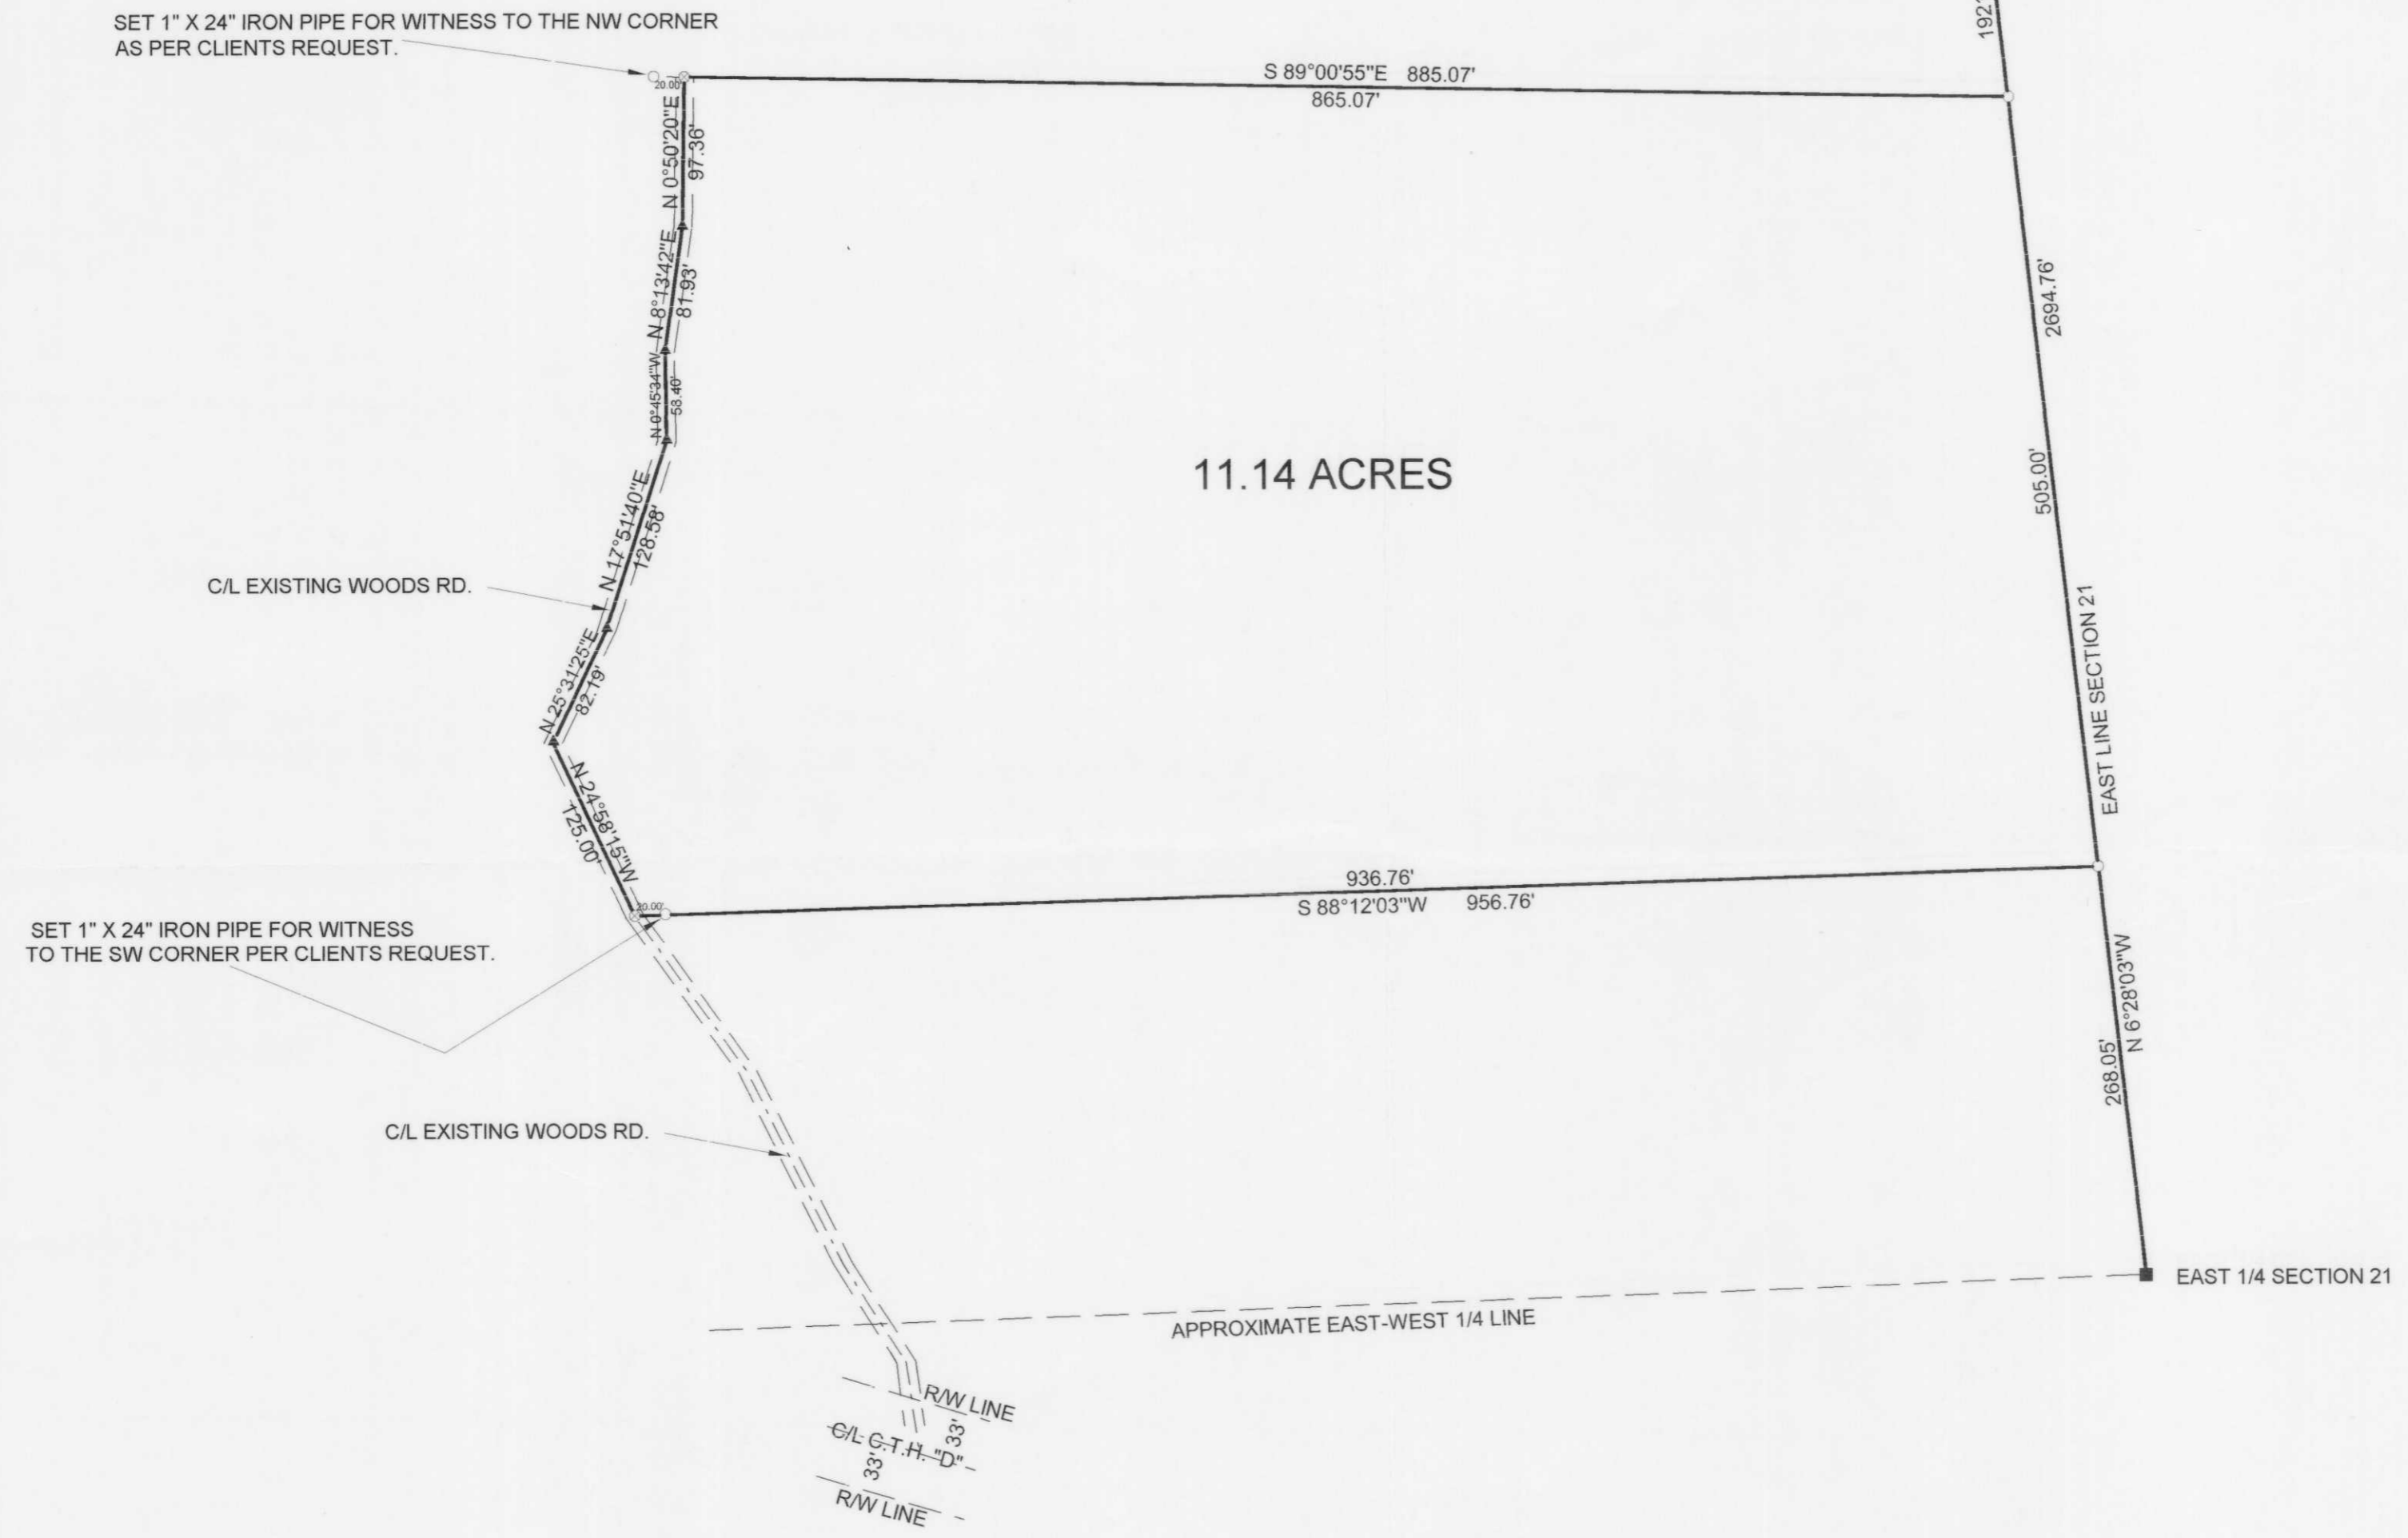 SET 1" X 24" IRON PIPE FOR WITNESS TO THE NW CORNER
AS PER CLIENTS REQUEST.
20.00'
S 89°00'55"E 885.07'
865.07'
N 0°50'20"E
97.36'
N 8°13'42"E
81.93'
N 0°45'34"W
58.40'
2694.76'
11.14 ACRES
505.00'
N 17°51'40"E
128.58'
C/L EXISTING WOODS RD.
EAST LINE SECTION 21
N 25°31'25"E
82.19'
N 24°58'15"W
125.00'
20.00'
936.76'
S 88°12'03"W 956.76'
SET 1" X 24" IRON PIPE FOR WITNESS
TO THE SW CORNER PER CLIENTS REQUEST.
N 6°28'03"W
268.05'
C/L EXISTING WOODS RD.
EAST 1/4 SECTION 21
APPROXIMATE EAST-WEST 1/4 LINE
R/W LINE
33'
C/L C.T.H. "D"
33'
R/W LINE